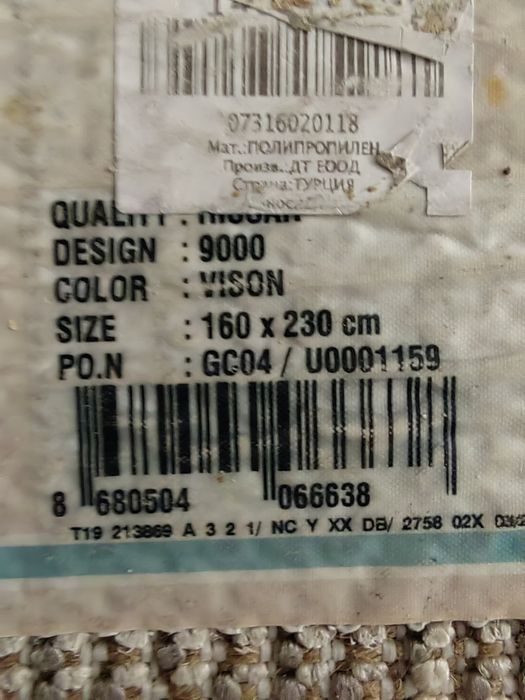 07316020118
Мат.:ПОЛИПРОПИЛЕН
Произв.:ДТ ЕООД
Страна:ТУРЦИЯ
QUALITY :
DESIGN : 9000
COLOR : VISON
SIZE : 160 x 230 cm
PO.N : GC04 / U0001159
8 680504 066638
T19 213869 A 3 2 1/ NC Y XX DB/ 2758 02X